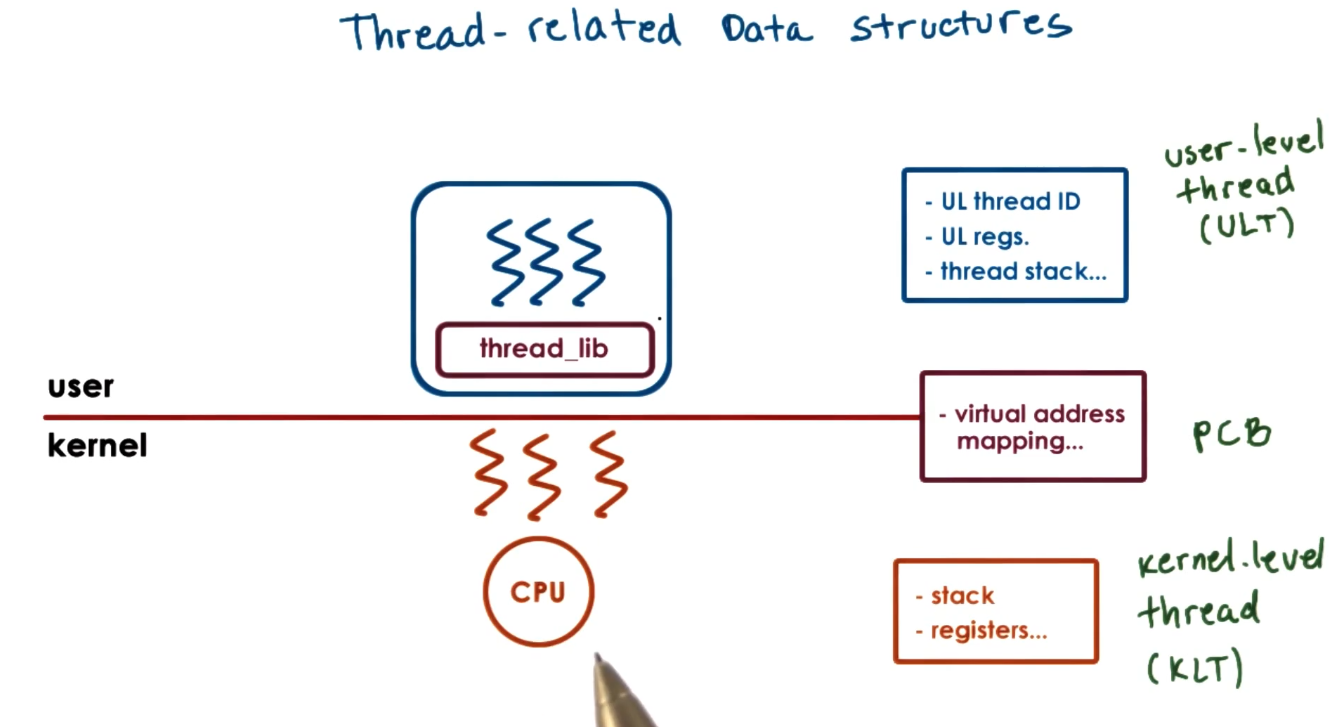 Thread-related Data structures
- UL thread ID
- UL regs.
- thread stack...
user-level
thread
(ULT)
thread_lib
user
kernel
- virtual address
mapping...
PCB
CPU
- stack
- registers...
kernel-level
thread
(KLT)